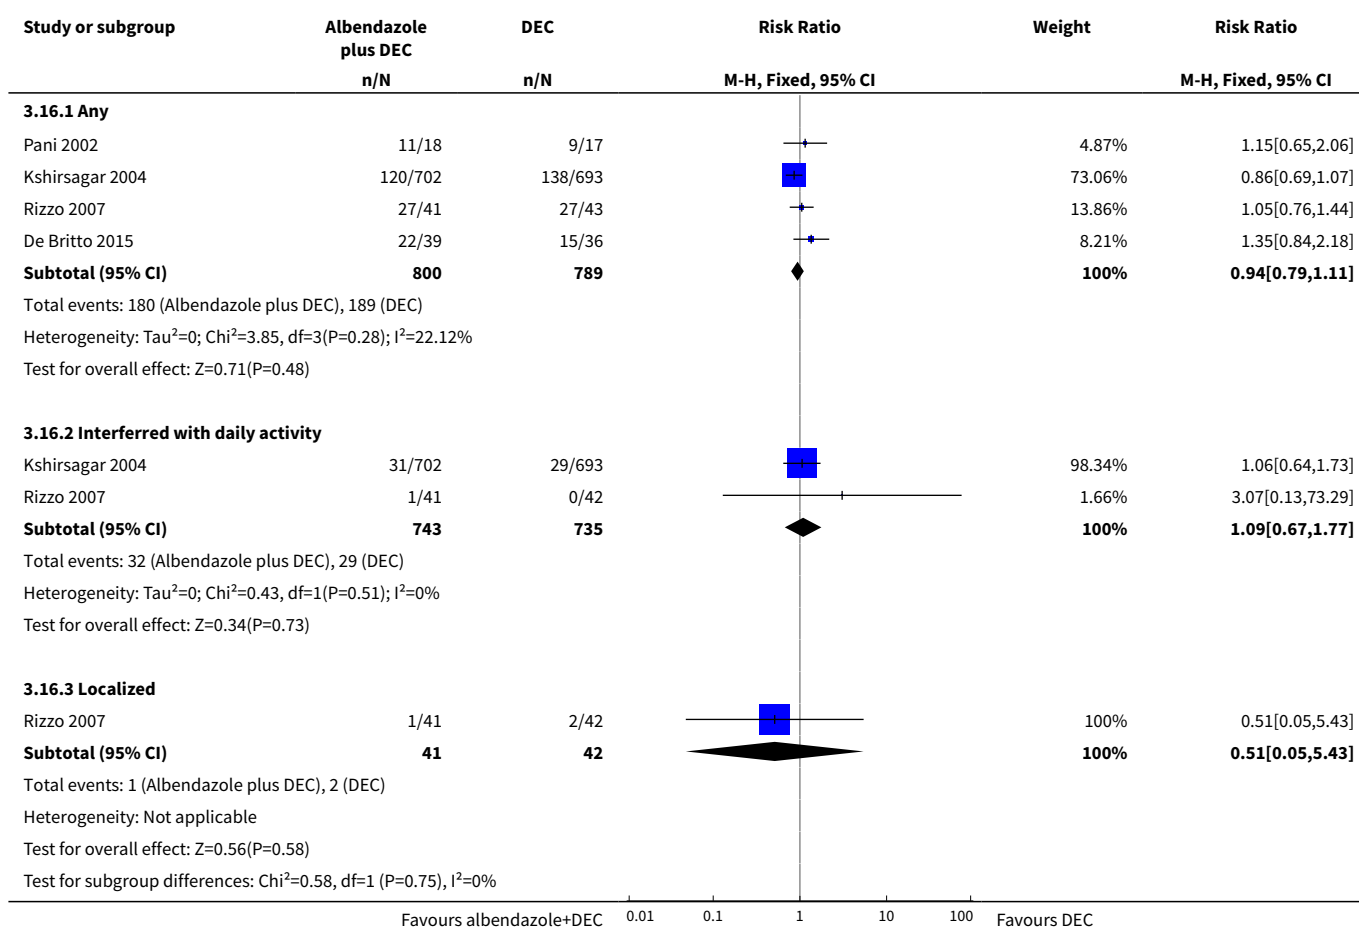 Study or subgroup Albendazole DEC Risk Ratio Weight Risk Ratio
plus DEC
n/N n/N M-H, Fixed, 95% CI M-H, Fixed, 95% CI
3.16.1 Any
Pani 2002 11/18 9/17 4.87% 1.15[0.65,2.06]
Kshirsagar 2004 120/702 138/693 73.06% 0.86[0.69,1.07]
Rizzo 2007 27/41 27/43 13.86% 1.05[0.76,1.44]
De Britto 2015 22/39 15/36 8.21% 1.35[0.84,2.18]
Subtotal (95% CI) 800 789 100% 0.94[0.79,1.11]
Total events: 180 (Albendazole plus DEC), 189 (DEC)
Heterogeneity: Tau²=0; Chi²=3.85, df=3(P=0.28); I²=22.12%
Test for overall effect: Z=0.71(P=0.48)
3.16.2 Interferred with daily activity
Kshirsagar 2004 31/702 29/693 98.34% 1.06[0.64,1.73]
Rizzo 2007 1/41 0/42 1.66% 3.07[0.13,73.29]
Subtotal (95% CI) 743 735 100% 1.09[0.67,1.77]
Total events: 32 (Albendazole plus DEC), 29 (DEC)
Heterogeneity: Tau²=0; Chi²=0.43, df=1(P=0.51); I²=0%
Test for overall effect: Z=0.34(P=0.73)
3.16.3 Localized
Rizzo 2007 1/41 2/42 100% 0.51[0.05,5.43]
Subtotal (95% CI) 41 42 100% 0.51[0.05,5.43]
Total events: 1 (Albendazole plus DEC), 2 (DEC)
Heterogeneity: Not applicable
Test for overall effect: Z=0.56(P=0.58)
Test for subgroup differences: Chi²=0.58, df=1 (P=0.75), I²=0%
Favours albendazole+DEC 0.01 0.1 1 10 100 Favours DEC